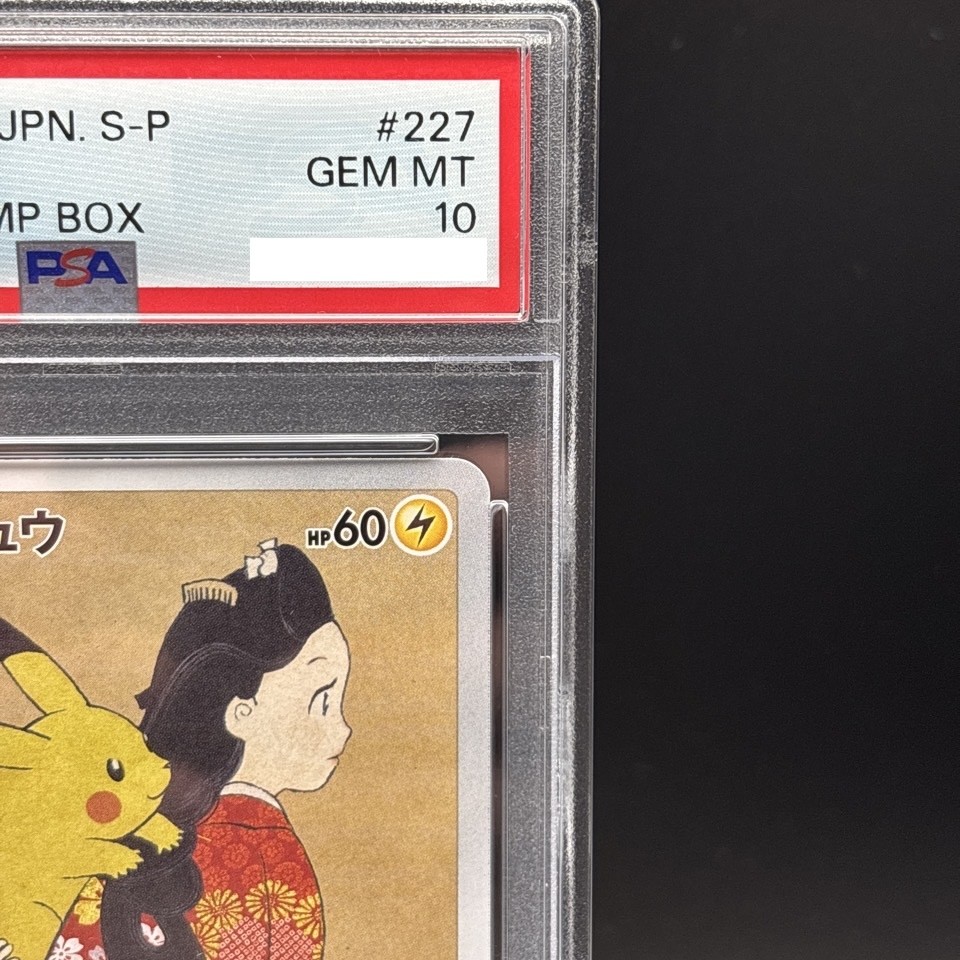 JPN. S-P #227
GEM MT
MP BOX 10
PSA
ュウ HP60